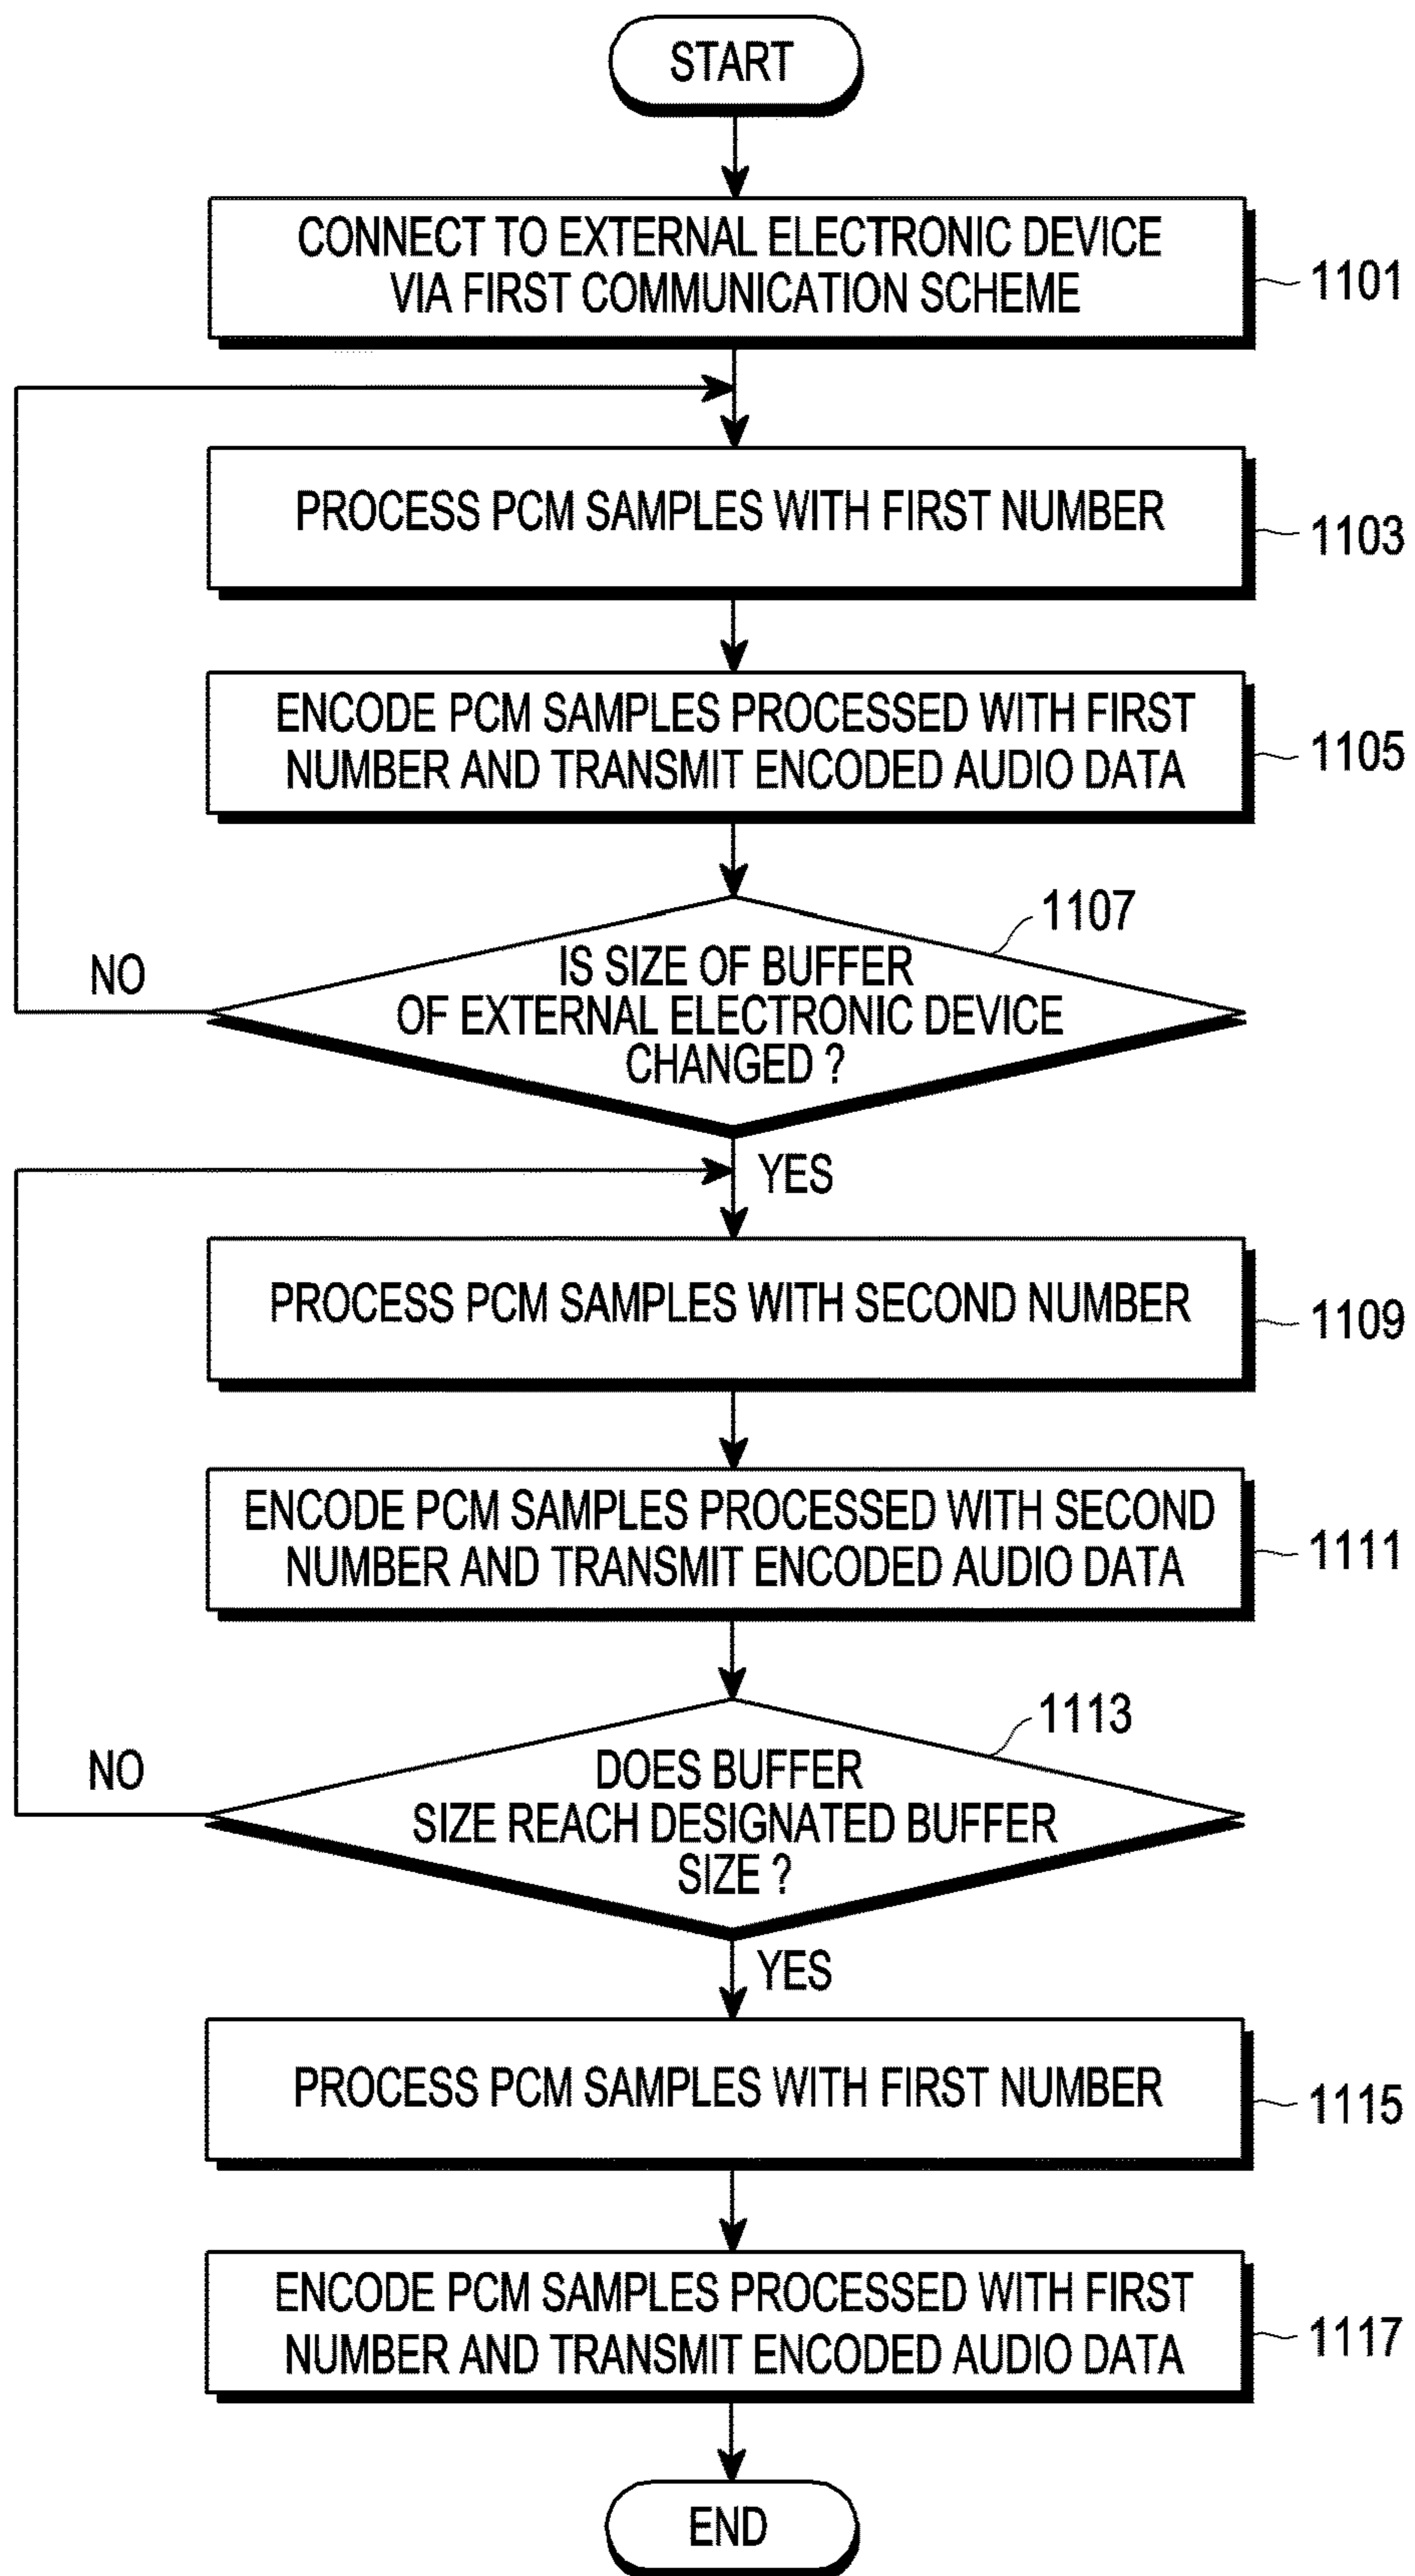 START
CONNECT TO EXTERNAL ELECTRONIC DEVICE
VIA FIRST COMMUNICATION SCHEME
1101
PROCESS PCM SAMPLES WITH FIRST NUMBER
1103
ENCODE PCM SAMPLES PROCESSED WITH FIRST
NUMBER AND TRANSMIT ENCODED AUDIO DATA
1105
1107
IS SIZE OF BUFFER
OF EXTERNAL ELECTRONIC DEVICE
CHANGED ?
NO
YES
PROCESS PCM SAMPLES WITH SECOND NUMBER
1109
ENCODE PCM SAMPLES PROCESSED WITH SECOND
NUMBER AND TRANSMIT ENCODED AUDIO DATA
1111
1113
DOES BUFFER
SIZE REACH DESIGNATED BUFFER
SIZE ?
NO
YES
PROCESS PCM SAMPLES WITH FIRST NUMBER
1115
ENCODE PCM SAMPLES PROCESSED WITH FIRST
NUMBER AND TRANSMIT ENCODED AUDIO DATA
1117
END